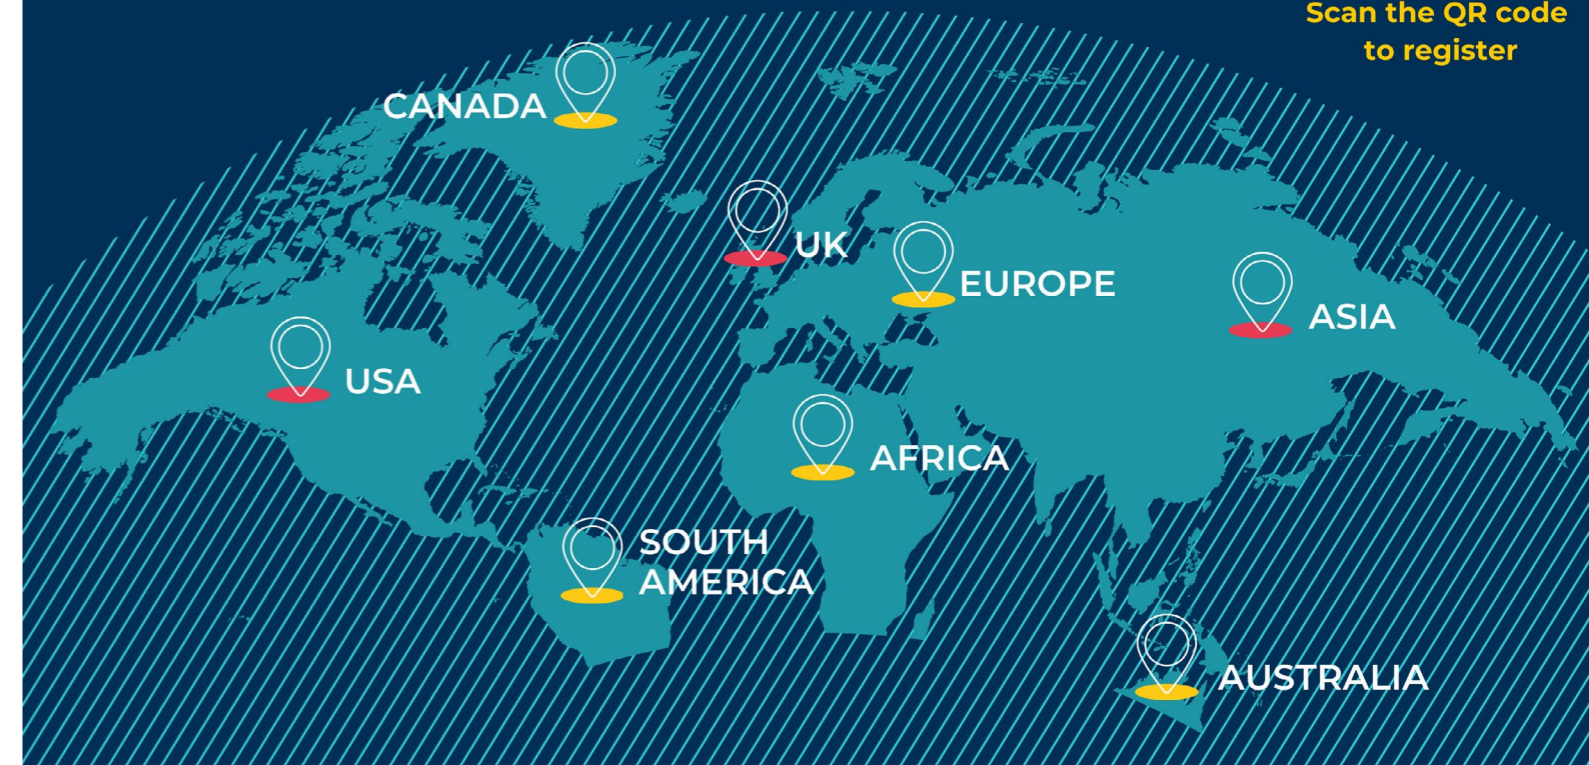 Scan the QR code
to register
CANADA
UK
EUROPE
ASIA
USA
AFRICA
SOUTH
AMERICA
AUSTRALIA